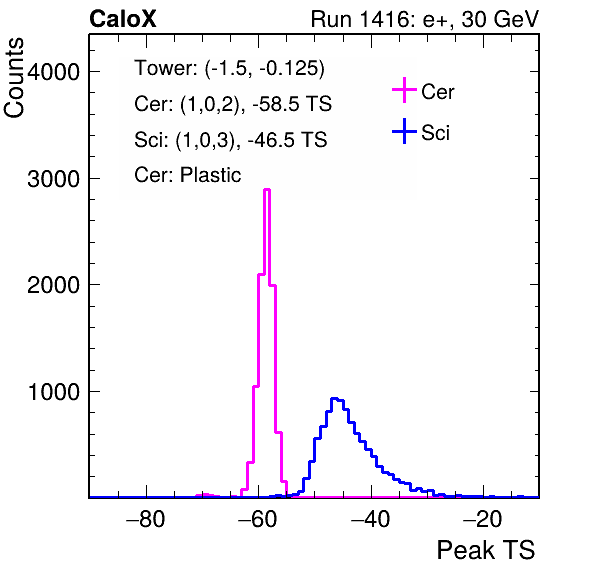 CaloX Run 1416: e+, 30 GeV
Counts
Tower: (-1.5, -0.125)
Cer: (1,0,2), -58.5 TS
Sci: (1,0,3), -46.5 TS
Cer: Plastic
Cer
Sci
4000
3000
2000
1000
−80 −60 −40 −20
Peak TS